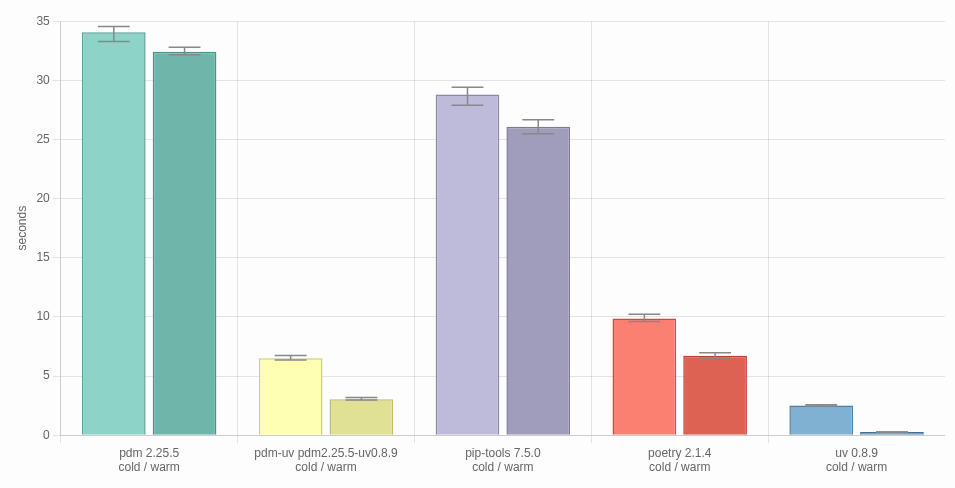 35
30
25
20
15
10
5
0
seconds
pdm 2.25.5
cold / warm
pdm-uv pdm2.25.5-uv0.8.9
cold / warm
pip-tools 7.5.0
cold / warm
poetry 2.1.4
cold / warm
uv 0.8.9
cold / warm